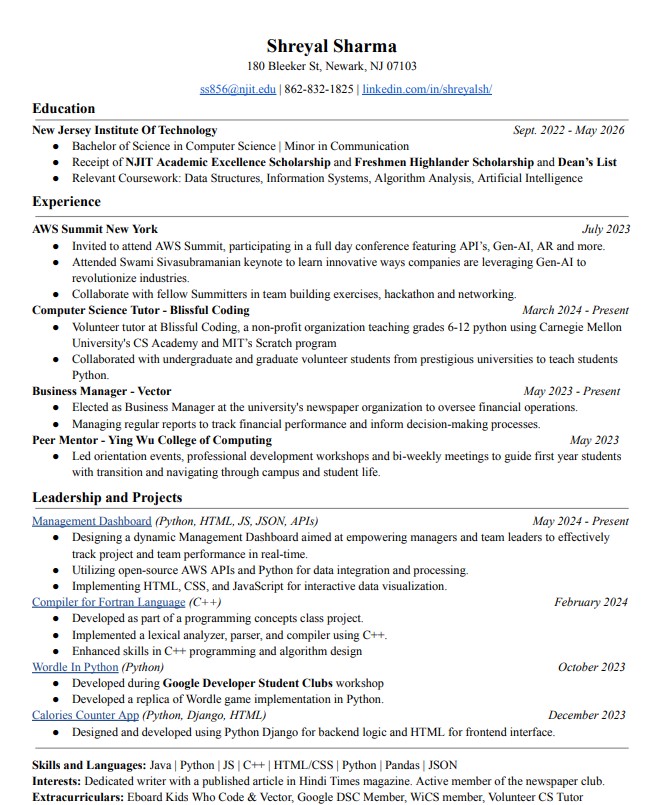 Shreyal Sharma
180 Bleeker St, Newark, NJ 07103
ss856@njit.edu | 862-832-1825 | linkedin.com/in/shreyalsh/
Education
New Jersey Institute Of Technology Sept. 2022 - May 2026
● Bachelor of Science in Computer Science | Minor in Communication
● Receipt of NJIT Academic Excellence Scholarship and Freshmen Highlander Scholarship and Dean's List
● Relevant Coursework: Data Structures, Information Systems, Algorithm Analysis, Artificial Intelligence
Experience
AWS Summit New York July 2023
● Invited to attend AWS Summit, participating in a full day conference featuring API's, Gen-AI, AR and more.
● Attended Swami Sivasubramanian keynote to learn innovative ways companies are leveraging Gen-AI to
revolutionize industries.
● Collaborate with fellow Summitters in team building exercises, hackathon and networking.
Computer Science Tutor - Blissful Coding March 2024 - Present
● Volunteer tutor at Blissful Coding, a non-profit organization teaching grades 6-12 python using Carnegie Mellon
University's CS Academy and MIT's Scratch program
● Collaborated with undergraduate and graduate volunteer students from prestigious universities to teach students
Python.
Business Manager - Vector May 2023 - Present
● Elected as Business Manager at the university's newspaper organization to oversee financial operations.
● Managing regular reports to track financial performance and inform decision-making processes.
Peer Mentor - Ying Wu College of Computing May 2023
● Led orientation events, professional development workshops and bi-weekly meetings to guide first year students
with transition and navigating through campus and student life.
Leadership and Projects
Management Dashboard (Python, HTML, JS, JSON, APIs) May 2024 - Present
● Designing a dynamic Management Dashboard aimed at empowering managers and team leaders to effectively
track project and team performance in real-time.
● Utilizing open-source AWS APIs and Python for data integration and processing.
● Implementing HTML, CSS, and JavaScript for interactive data visualization.
Compiler for Fortran Language (C++) February 2024
● Developed as part of a programming concepts class project.
● Implemented a lexical analyzer, parser, and compiler using C++.
● Enhanced skills in C++ programming and algorithm design
Wordle In Python (Python) October 2023
● Developed during Google Developer Student Clubs workshop
● Developed a replica of Wordle game implementation in Python.
Calories Counter App (Python, Django, HTML) December 2023
● Designed and developed using Python Django for backend logic and HTML for frontend interface.
Skills and Languages: Java | Python | JS | C++ | HTML/CSS | Python | Pandas | JSON
Interests: Dedicated writer with a published article in Hindi Times magazine. Active member of the newspaper club.
Extracurriculars: Eboard Kids Who Code & Vector, Google DSC Member, WiCS member, Volunteer CS Tutor